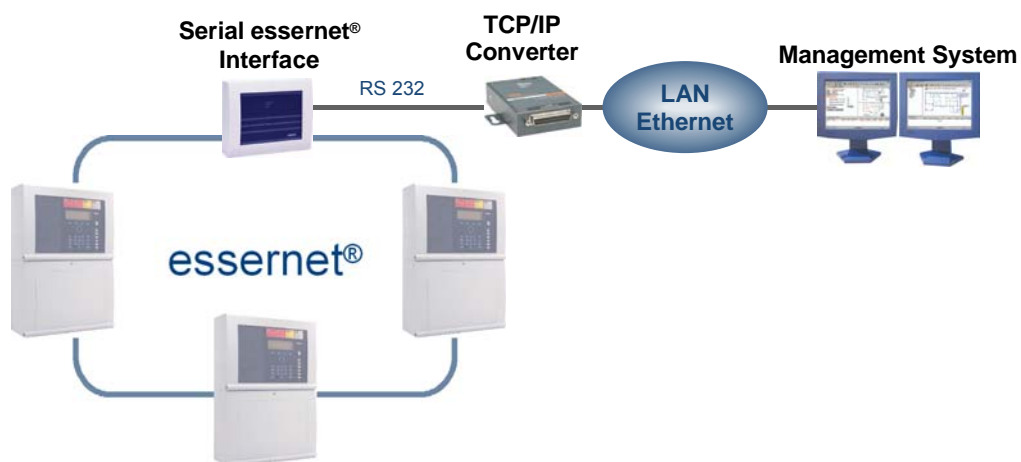 Serial essernet®
Interface
TCP/IP
Converter
Management System
RS 232
LAN
Ethernet
essernet®